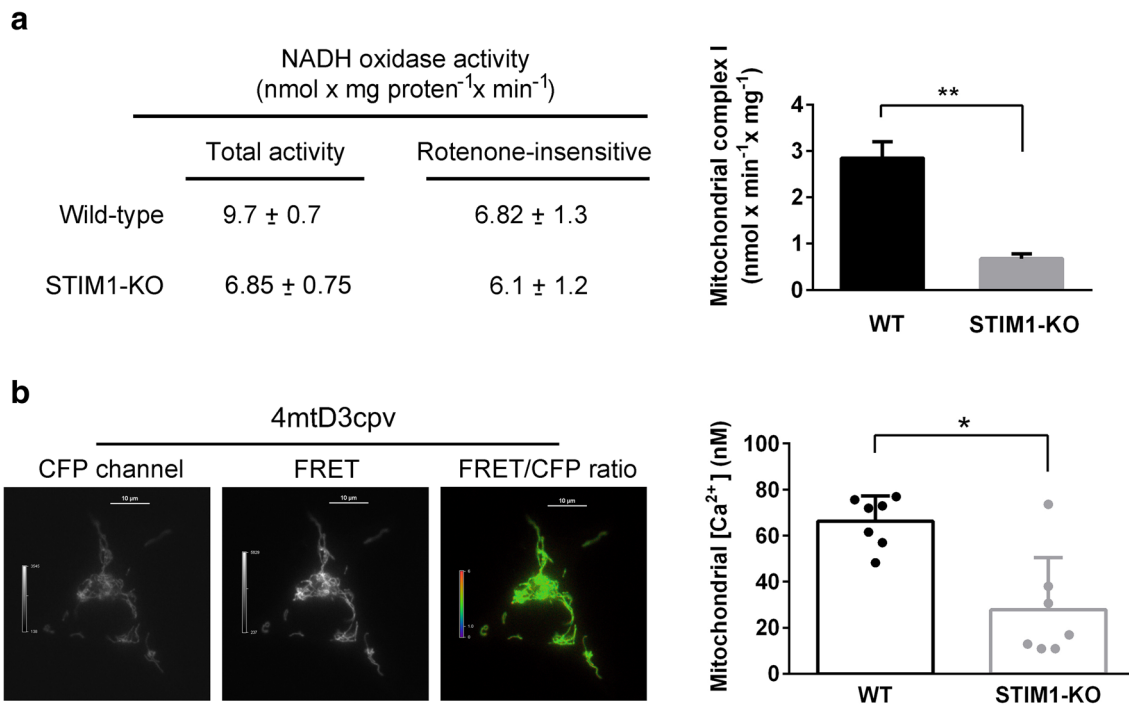 a
NADH oxidase activity
(nmol x mg proten⁻¹x min⁻¹)
Total activity Rotenone-insensitive
Wild-type 9.7 ± 0.7 6.82 ± 1.3
STIM1-KO 6.85 ± 0.75 6.1 ± 1.2
Mitochondrial complex I
(nmol x min⁻¹x mg⁻¹)
4
3
2
1
0
**
WT STIM1-KO
b
4mtD3cpv
CFP channel FRET FRET/CFP ratio
10 µm 10 µm 10 µm
Mitochondrial [Ca²⁺] (nM)
100
80
60
40
20
0
*
WT STIM1-KO